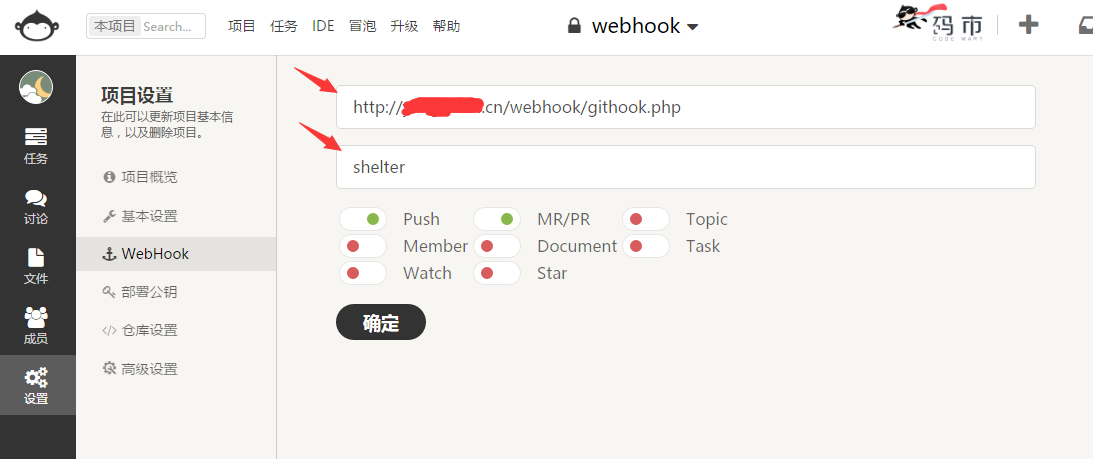 本项目 Search...
项目 任务 IDE 冒泡 升级 帮助
webhook
码市
CODE MART
任务
讨论
文件
成员
设置
项目设置
在此可以更新项目基本信
息，以及删除项目。
项目概览
基本设置
WebHook
部署公钥
仓库设置
高级设置
http://
.cn/webhook/githook.php
shelter
Push MR/PR Topic
Member Document Task
Watch Star
确定